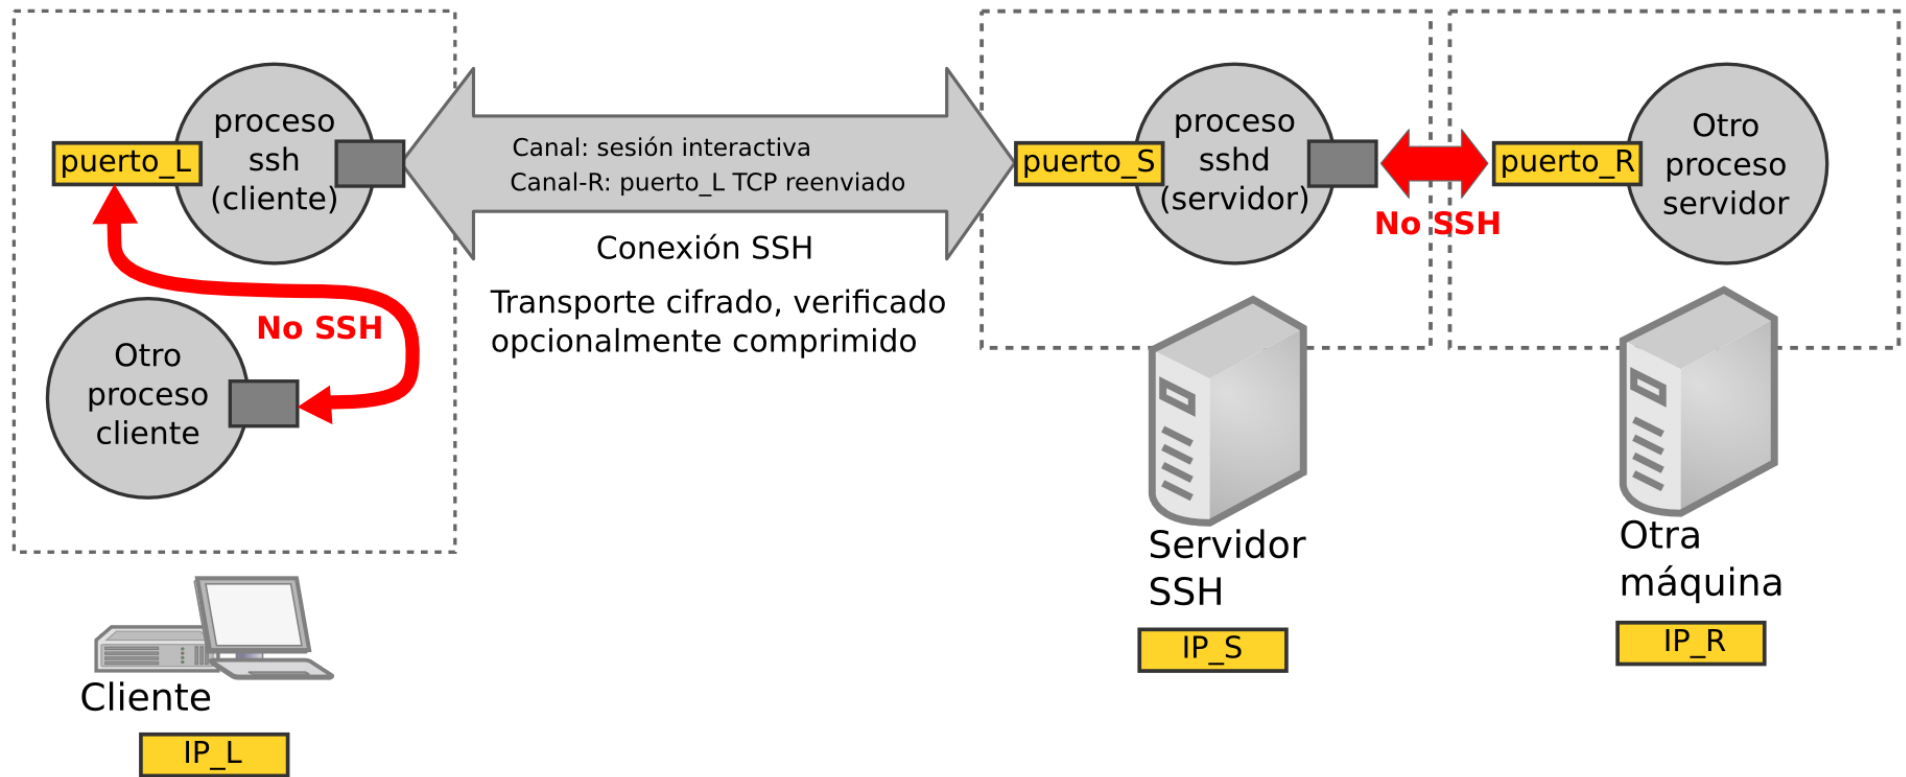 proceso
ssh
(cliente)
puerto_L
No SSH
Otro
proceso
cliente
Cliente
IP_L
Canal: sesión interactiva
Canal-R: puerto_L TCP reenviado
Conexión SSH
Transporte cifrado, verificado
opcionalmente comprimido
puerto_S
proceso
sshd
(servidor)
No SSH
Servidor
SSH
IP_S
puerto_R
Otro
proceso
servidor
Otra
máquina
IP_R